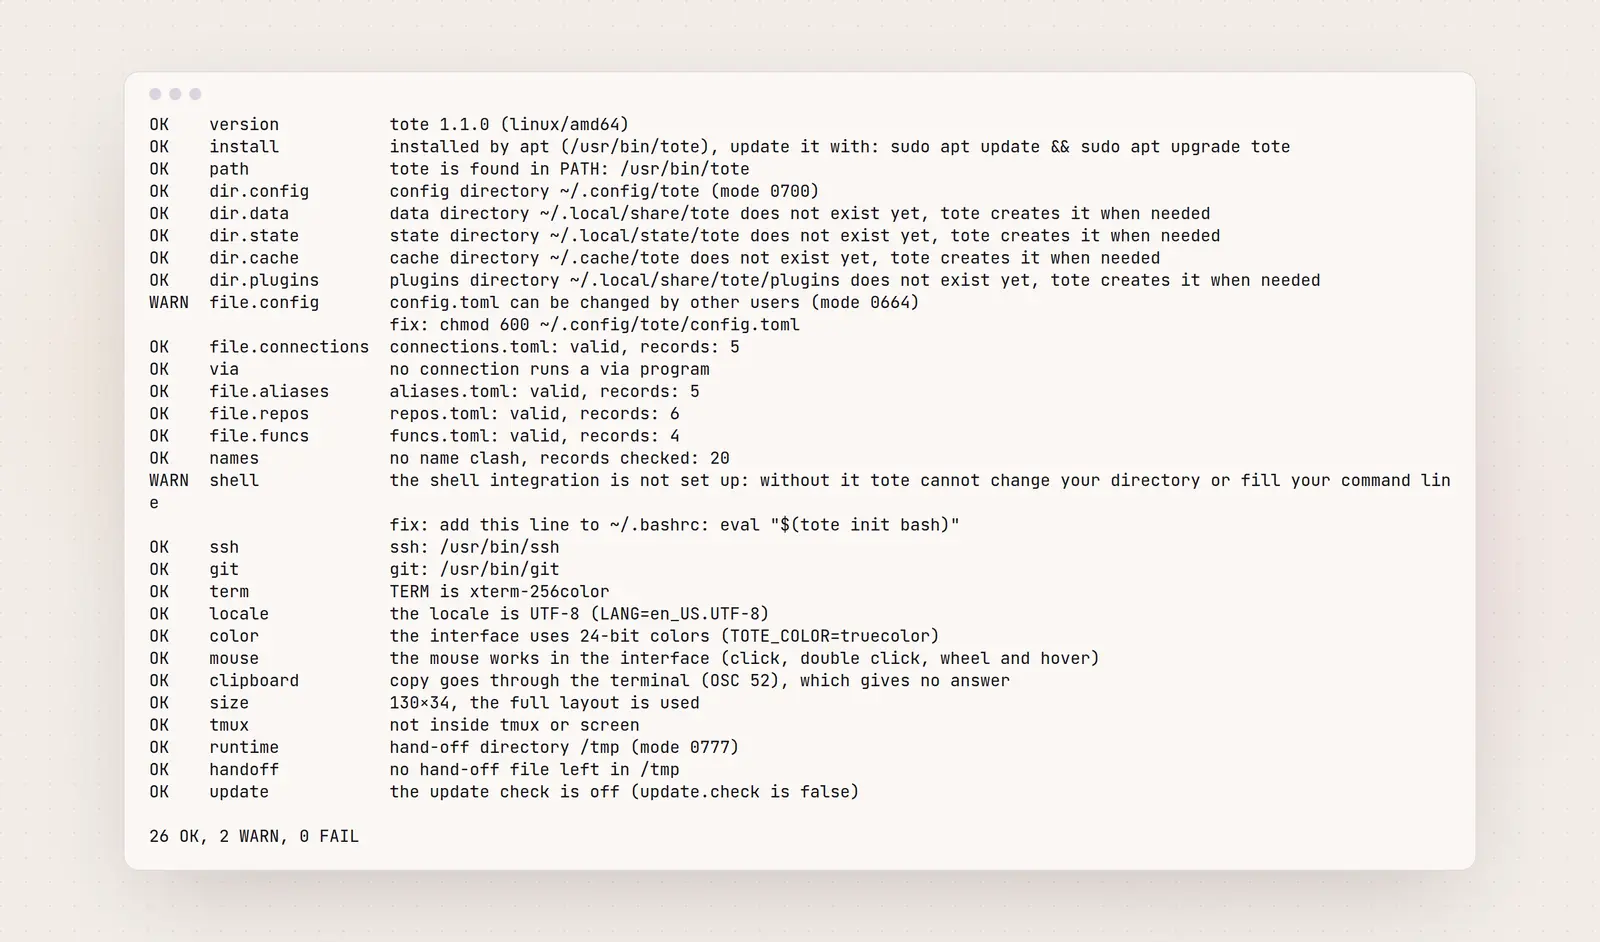 OK    version         tote 1.1.0 (linux/amd64)
OK    install         installed by apt (/usr/bin/tote), update it with: sudo apt update && sudo apt upgrade tote
OK    path            tote is found in PATH: /usr/bin/tote
OK    dir.config      config directory ~/.config/tote (mode 0700)
OK    dir.data        data directory ~/.local/share/tote does not exist yet, tote creates it when needed
OK    dir.state       state directory ~/.local/state/tote does not exist yet, tote creates it when needed
OK    dir.cache       cache directory ~/.cache/tote does not exist yet, tote creates it when needed
OK    dir.plugins     plugins directory ~/.local/share/tote/plugins does not exist yet, tote creates it when needed
WARN  file.config     config.toml can be changed by other users (mode 0664)
                      fix: chmod 600 ~/.config/tote/config.toml
OK    file.connections  connections.toml: valid, records: 5
OK    via             no connection runs a via program
OK    file.aliases    aliases.toml: valid, records: 5
OK    file.repos      repos.toml: valid, records: 6
OK    file.funcs      funcs.toml: valid, records: 4
OK    names           no name clash, records checked: 20
WARN  shell           the shell integration is not set up: without it tote cannot change your directory or fill your command lin
e
                      fix: add this line to ~/.bashrc: eval "$(tote init bash)"
OK    ssh             ssh: /usr/bin/ssh
OK    git             git: /usr/bin/git
OK    term            TERM is xterm-256color
OK    locale          the locale is UTF-8 (LANG=en_US.UTF-8)
OK    color           the interface uses 24-bit colors (TOTE_COLOR=truecolor)
OK    mouse           the mouse works in the interface (click, double click, wheel and hover)
OK    clipboard       copy goes through the terminal (OSC 52), which gives no answer
OK    size            130×34, the full layout is used
OK    tmux            not inside tmux or screen
OK    runtime         hand-off directory /tmp (mode 0777)
OK    handoff         no hand-off file left in /tmp
OK    update          the update check is off (update.check is false)
26 OK, 2 WARN, 0 FAIL